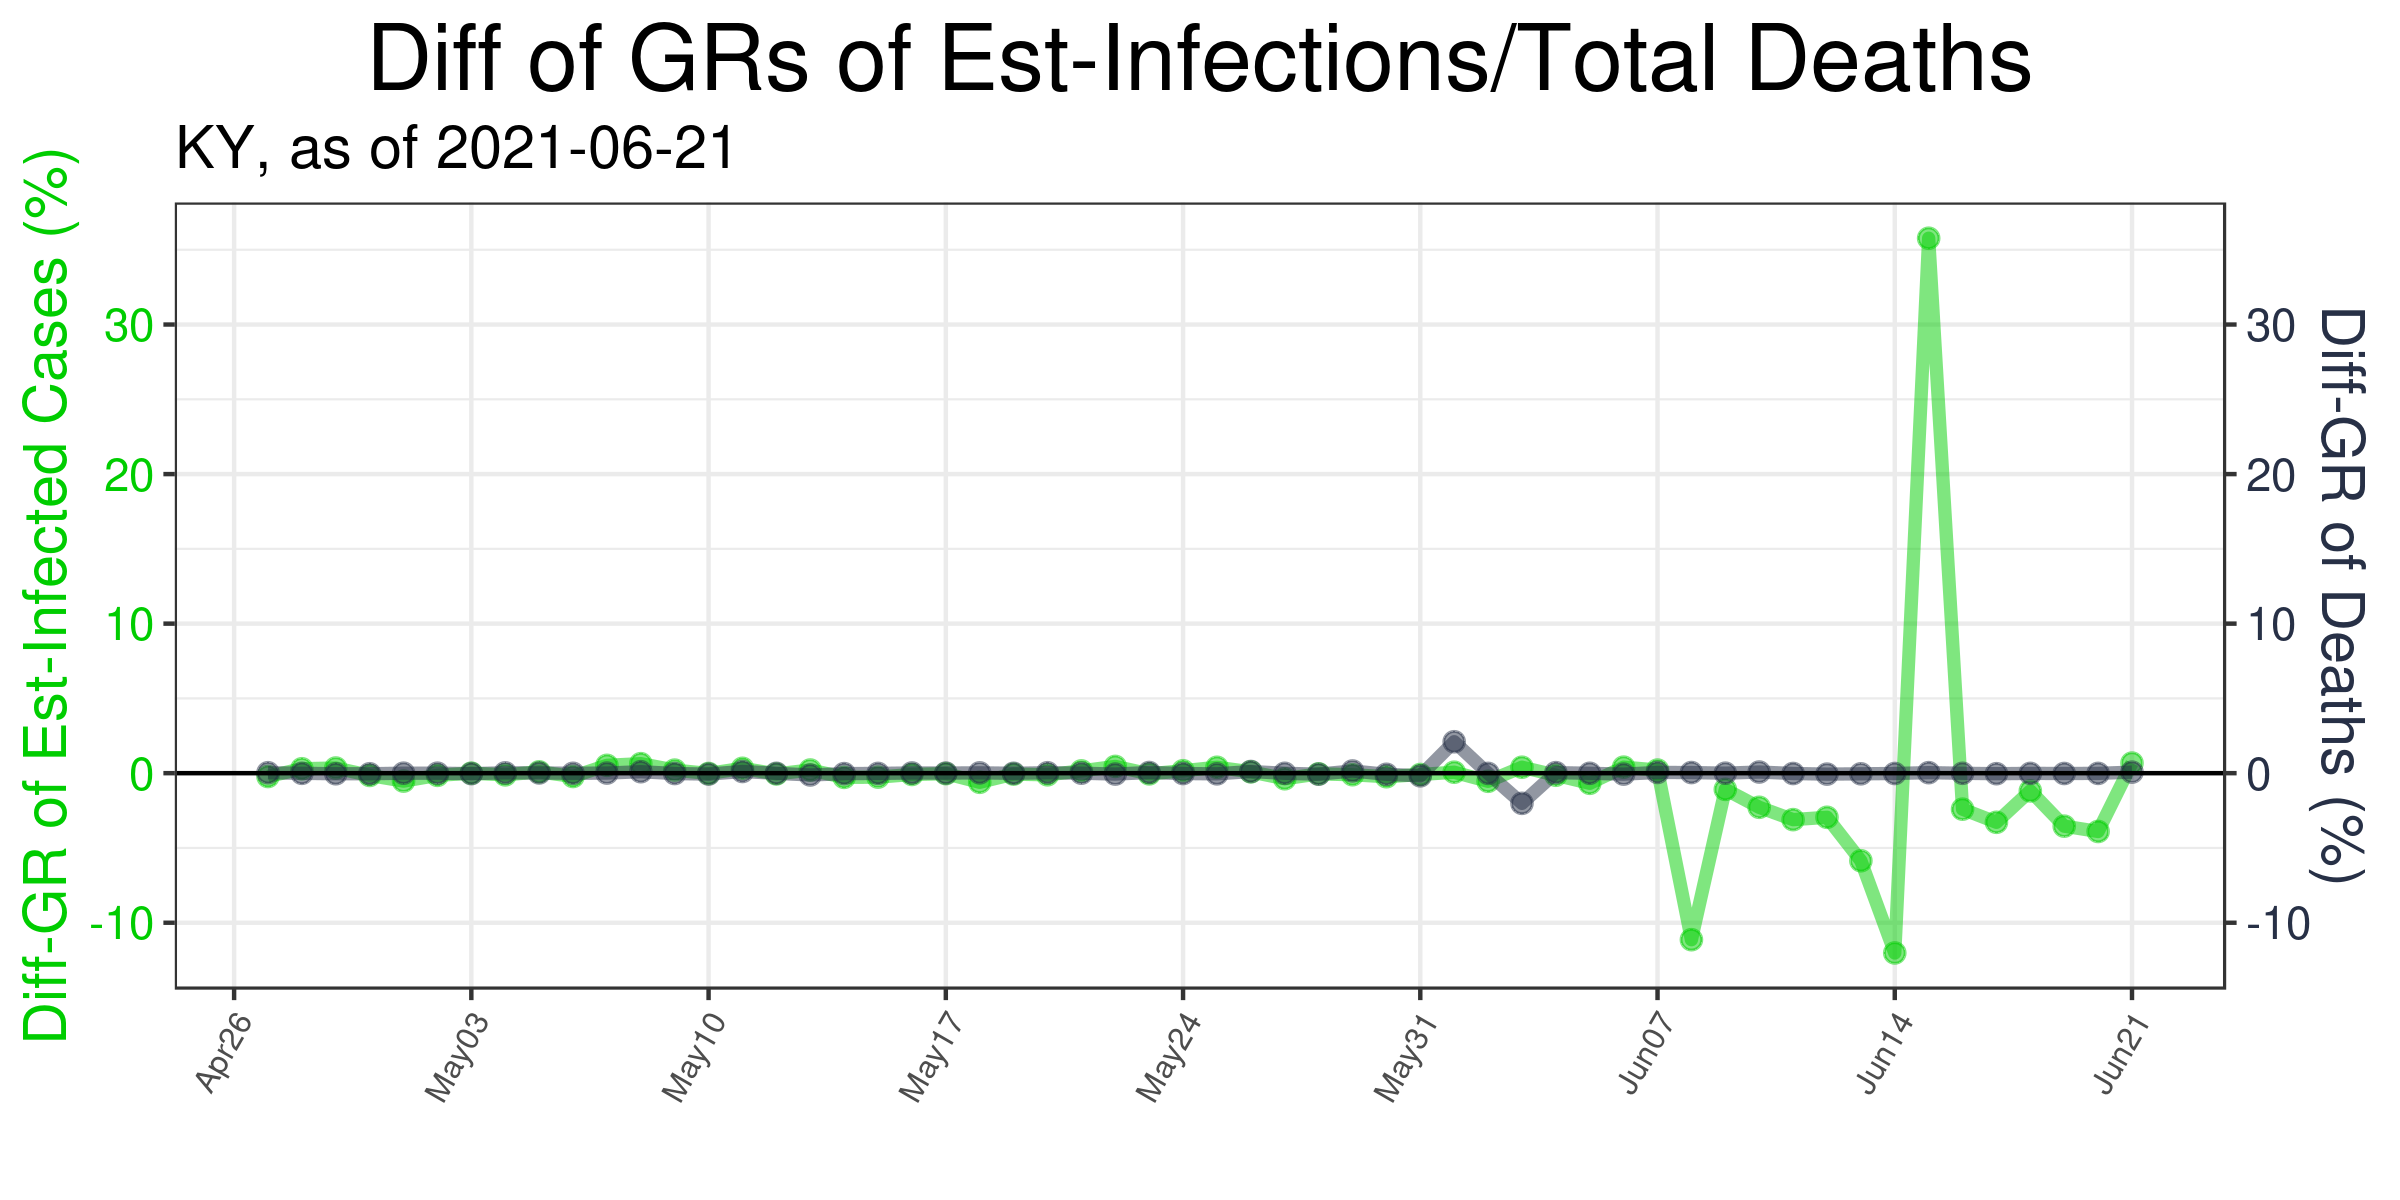 Diff of GRs of Est-Infections/Total Deaths
KY, as of 2021-06-21
Diff-GR of Est-Infected Cases (%)
30
20
10
0
-10
30
20
10
0
-10
Diff-GR of Deaths (%)
Apr26
May03
May10
May17
May24
May31
Jun07
Jun14
Jun21